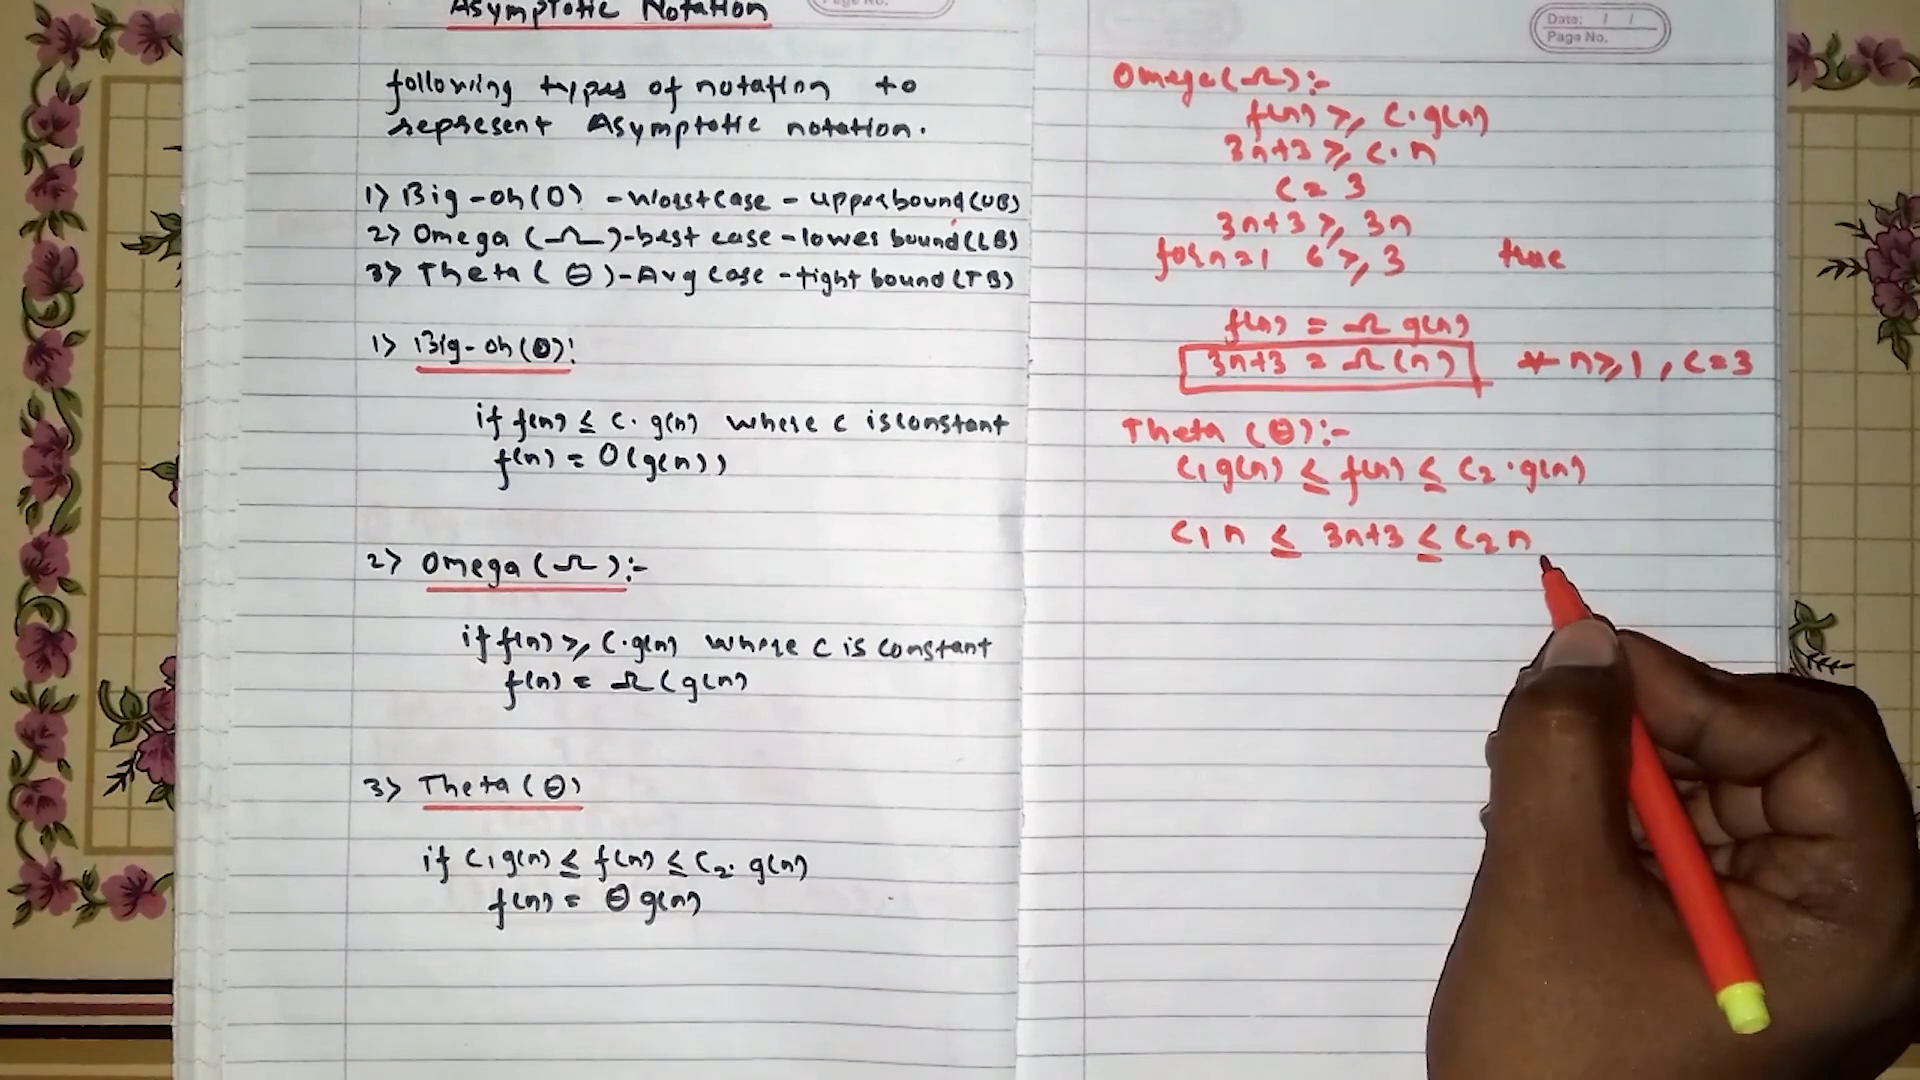 Asymptotic Notation
Page No.
following types of notation to
represent Asymptotic notation.
1) Big-oh(O) - worstcase - upperbound(UB)
2) Omega (Ω)-best case-lower bound(LB)
3) Theta (Θ)-Avg case-tight bound(TB)
1) Big-oh(O):
if f(n) ≤ c. g(n) where c is constant
f(n) = O(g(n))
2) Omega (Ω):-
if f(n) ≥ c.g(n) where c is constant
f(n) = Ω(g(n)
3) Theta (Θ)
if c1g(n) ≤ f(n) ≤ c2. g(n)
f(n) = Θ g(n)
Date: / /
Page No.
Omega(Ω):-
f(n) ≥ c.g(n)
3n+3 ≥ c.n
c = 3
3n+3 ≥ 3n
for n=1 6 ≥ 3 true
f(n) = Ω g(n)
3n+3 = Ω(n) n≥1, c=3
Theta (Θ):-
c1g(n) ≤ f(n) ≤ c2.g(n)
c1n ≤ 3n+3 ≤ c2n